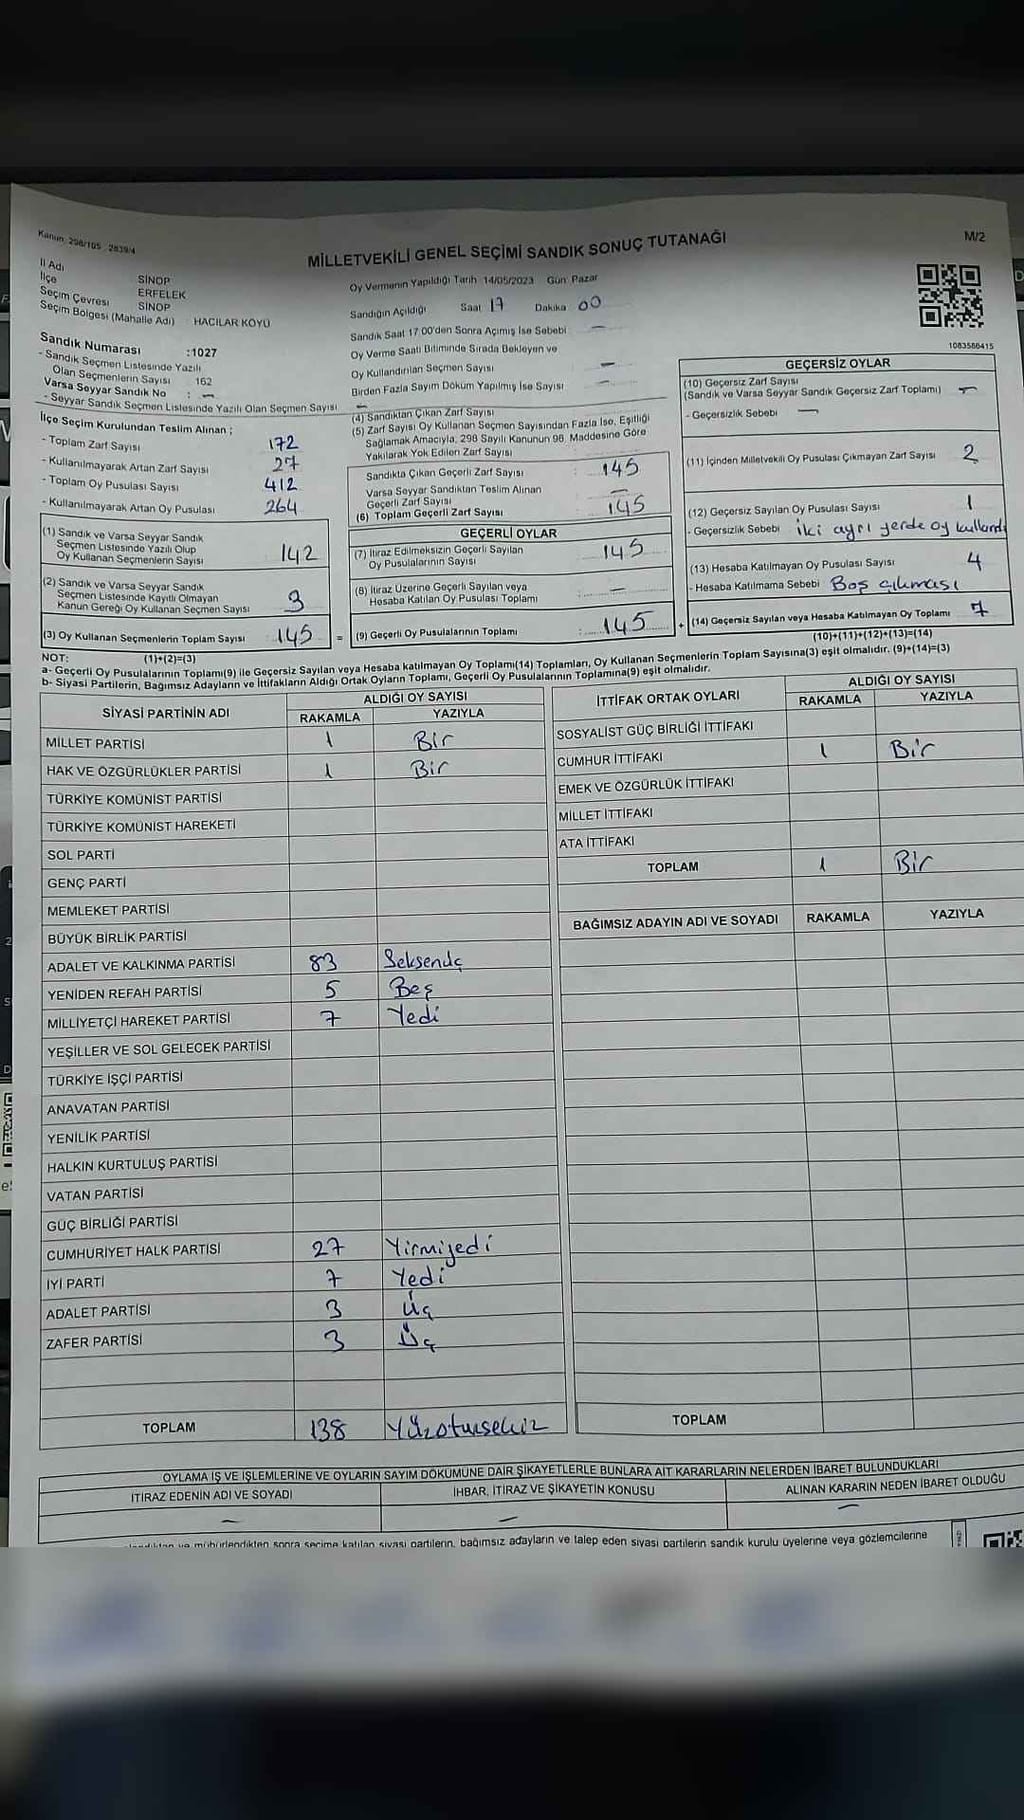 Kanun: 298/105 2839/4
M/2
MİLLETVEKİLİ GENEL SEÇİMİ SANDIK SONUÇ TUTANAĞI
İl Adı SİNOP
İlçe ERFELEK
Seçim Çevresi SİNOP
Seçim Bölgesi (Mahalle Adı) HACILAR KÖYÜ
Oy Vermenin Yapıldığı Tarih 14/05/2023 Gün Pazar
Sandığın Açıldığı Saat 17 Dakika 00
Sandık Saat 17:00'den Sonra Açımış İse Sebebi —
Oy Verme Saati Bitiminde Sırada Bekleyen ve
Oy Kullandırılan Seçmen Sayısı —
Birden Fazla Sayım Döküm Yapılmış İse Sayısı —
1083586415
Sandık Numarası :1027
- Sandık Seçmen Listesinde Yazılı
Olan Seçmenlerin Sayısı 162
Varsa Seyyar Sandık No : —
- Seyyar Sandık Seçmen Listesinde Yazılı Olan Seçmen Sayısı —
İlçe Seçim Kurulundan Teslim Alınan ;
- Toplam Zarf Sayısı 172
- Kullanılmayarak Artan Zarf Sayısı 27
- Toplam Oy Pusulası Sayısı 412
- Kullanılmayarak Artan Oy Pusulası 264
(1) Sandık ve Varsa Seyyar Sandık
Seçmen Listesinde Yazılı Olup
Oy Kullanan Seçmenlerin Sayısı 142
(2) Sandık ve Varsa Seyyar Sandık
Seçmen Listesinde Kayıtlı Olmayan
Kanun Gereği Oy Kullanan Seçmen Sayısı 3
(3) Oy Kullanan Seçmenlerin Toplam Sayısı 145 =
(1)+(2)=(3)
(4) Sandıktan Çıkan Zarf Sayısı
(5) Zarf Sayısı Oy Kullanan Seçmen Sayısından Fazla İse, Eşitliği
Sağlamak Amacıyla, 298 Sayılı Kanunun 98. Maddesine Göre
Yakılarak Yok Edilen Zarf Sayısı
Sandıkta Çıkan Geçerli Zarf Sayısı : 145
Varsa Seyyar Sandıktan Teslim Alınan
Geçerli Zarf Sayısı —
(6) Toplam Geçerli Zarf Sayısı : 145
GEÇERLİ OYLAR
(7) İtiraz Edilmeksizin Geçerli Sayılan
Oy Pusulalarının Sayısı 145
(8) İtiraz Üzerine Geçerli Sayılan veya
Hesaba Katılan Oy Pusulası Toplamı —
(9) Geçerli Oy Pusulalarının Toplamı : 145 +
GEÇERSİZ OYLAR
(10) Geçersiz Zarf Sayısı
(Sandık ve Varsa Seyyar Sandık Geçersiz Zarf Toplamı) —
- Geçersizlik Sebebi —
(11) İçinden Milletvekili Oy Pusulası Çıkmayan Zarf Sayısı 2
(12) Geçersiz Sayılan Oy Pusulası Sayısı 1
- Geçersizlik Sebebi İki ayrı yerde oy kullandı
(13) Hesaba Katılmayan Oy Pusulası Sayısı 4
- Hesaba Katılmama Sebebi Boş çıkması
(14) Geçersiz Sayılan veya Hesaba Katılmayan Oy Toplamı 7
(10)+(11)+(12)+(13)=(14)
NOT:
a- Geçerli Oy Pusulalarının Toplamı(9) ile Geçersiz Sayılan veya Hesaba katılmayan Oy Toplamı(14) Toplamları, Oy Kullanan Seçmenlerin Toplam Sayısına(3) eşit olmalıdır. (9)+(14)=(3)
b- Siyasi Partilerin, Bağımsız Adayların ve İttifakların Aldığı Ortak Oyların Toplamı, Geçerli Oy Pusulalarının Toplamına(9) eşit olmalıdır.
SİYASİ PARTİNİN ADI ALDIĞI OY SAYISI
RAKAMLA YAZIYLA
MİLLET PARTİSİ 1 Bir
HAK VE ÖZGÜRLÜKLER PARTİSİ 1 Bir
TÜRKİYE KOMÜNİST PARTİSİ
TÜRKİYE KOMÜNİST HAREKETİ
SOL PARTİ
GENÇ PARTİ
MEMLEKET PARTİSİ
BÜYÜK BİRLİK PARTİSİ
ADALET VE KALKINMA PARTİSİ 83 Seksenüç
YENİDEN REFAH PARTİSİ 5 Beş
MİLLİYETÇİ HAREKET PARTİSİ 7 Yedi
YEŞİLLER VE SOL GELECEK PARTİSİ
TÜRKİYE İŞÇİ PARTİSİ
ANAVATAN PARTİSİ
YENİLİK PARTİSİ
HALKIN KURTULUŞ PARTİSİ
VATAN PARTİSİ
GÜÇ BİRLİĞİ PARTİSİ
CUMHURİYET HALK PARTİSİ 27 Yirmiyedi
İYİ PARTİ 7 Yedi
ADALET PARTİSİ 3 Üç
ZAFER PARTİSİ 3 Üç
TOPLAM 138 Yüzotuzsekiz
İTTİFAK ORTAK OYLARI ALDIĞI OY SAYISI
RAKAMLA YAZIYLA
SOSYALİST GÜÇ BİRLİĞİ İTTİFAKI
CUMHUR İTTİFAKI 1 Bir
EMEK VE ÖZGÜRLÜK İTTİFAKI
MİLLET İTTİFAKI
ATA İTTİFAKI
TOPLAM 1 Bir
BAĞIMSIZ ADAYIN ADI VE SOYADI RAKAMLA YAZIYLA
TOPLAM
OYLAMA İŞ VE İŞLEMLERİNE VE OYLARIN SAYIM DÖKÜMÜNE DAİR ŞİKAYETLERLE BUNLARA AİT KARARLARIN NELERDEN İBARET BULUNDUKLARI
İTİRAZ EDENİN ADI VE SOYADI İHBAR, İTİRAZ VE ŞİKAYETİN KONUSU ALINAN KARARIN NEDEN İBARET OLDUĞU
— — —
ve mühürlendikten sonra seçime katılan siyasi partilerin, bağımsız adayların ve talep eden siyasi partilerin sandık kurulu üyelerine veya gözlemcilerine